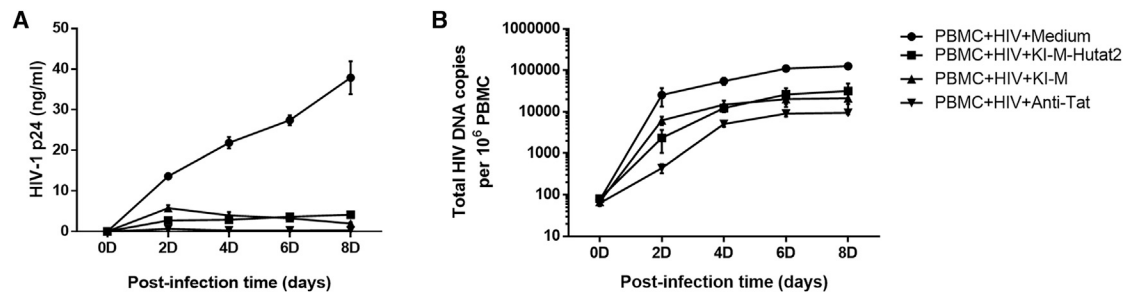 A
HIV-1 p24 (ng/ml)
50
40
30
20
10
0
0D 2D 4D 6D 8D
Post-infection time (days)
B
Total HIV DNA copies
per 10⁶ PBMC
1000000
100000
10000
1000
100
10
0D 2D 4D 6D 8D
Post-infection time (days)
PBMC+HIV+Medium
PBMC+HIV+KI-M-Hutat2
PBMC+HIV+KI-M
PBMC+HIV+Anti-Tat